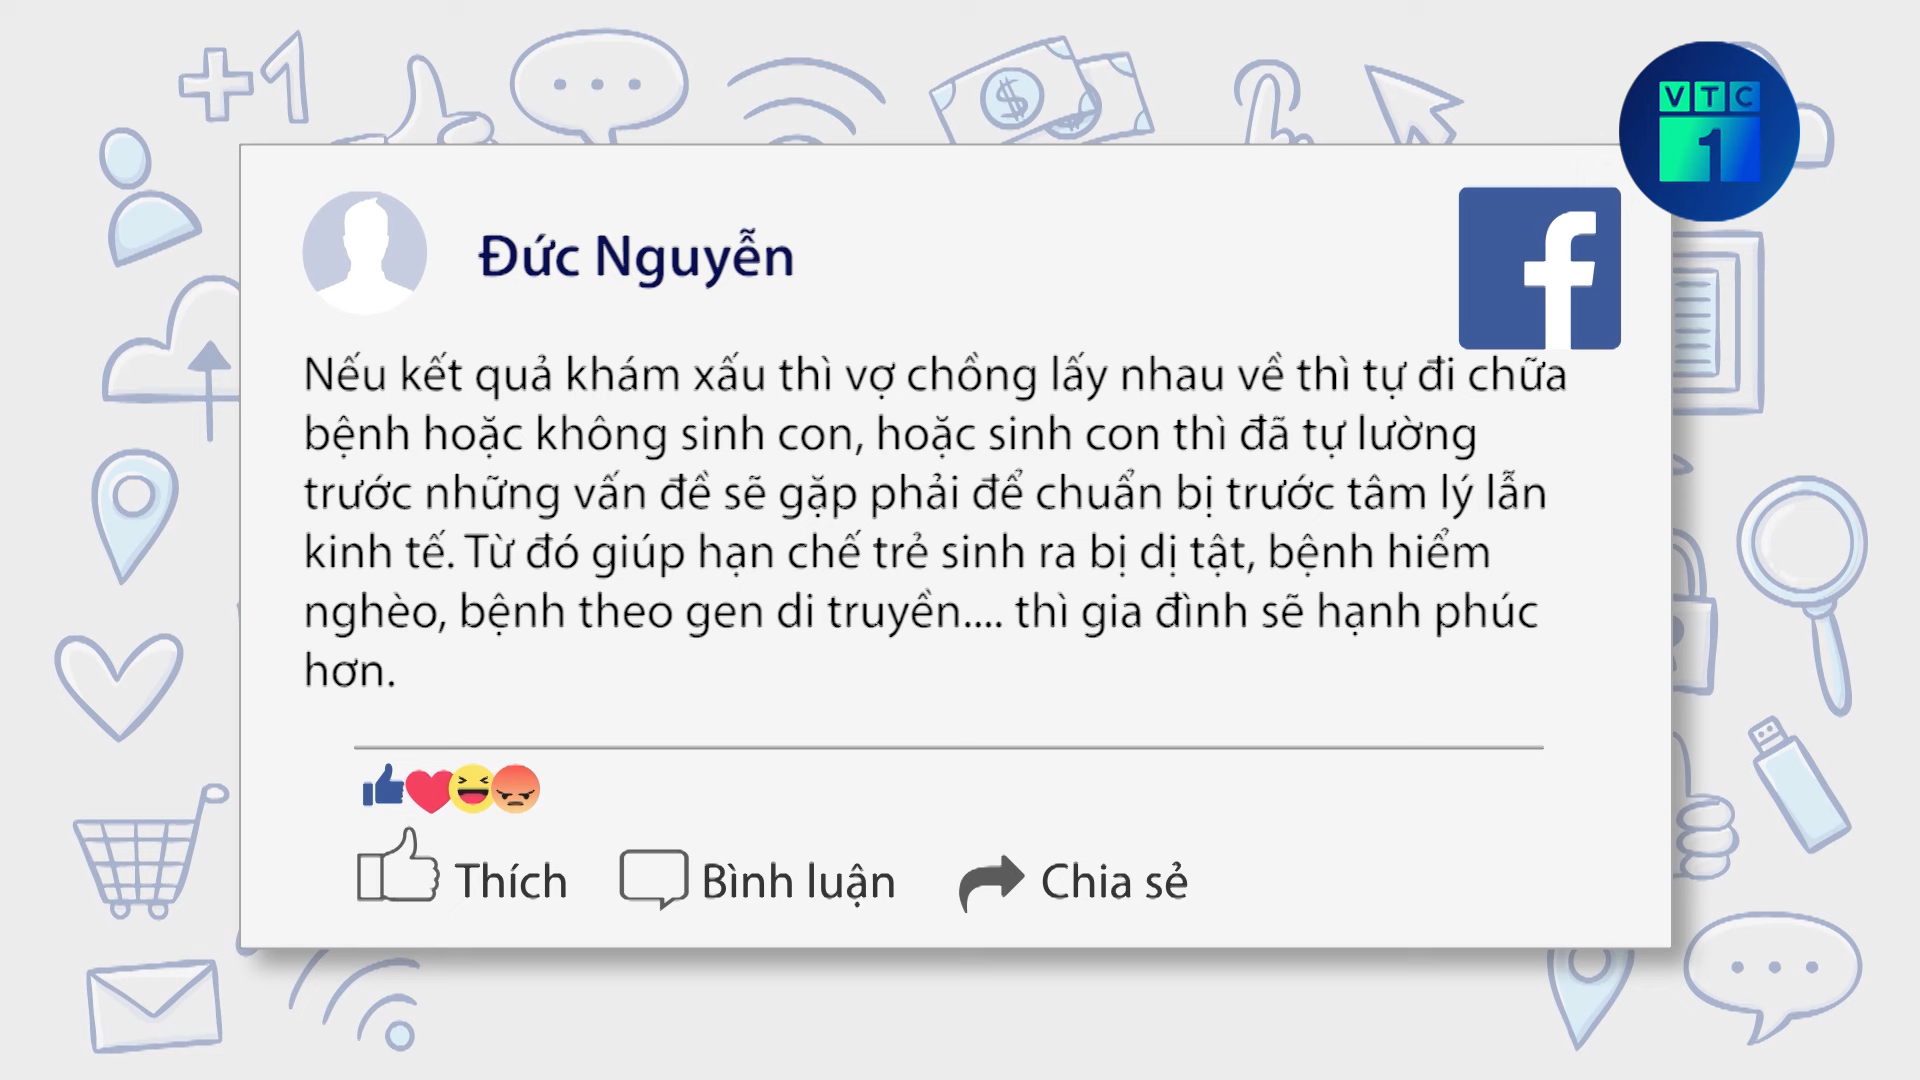 +1
VTC
1
Đức Nguyễn
Nếu kết quả khám xấu thì vợ chồng lấy nhau về thì tự đi chữa
bệnh hoặc không sinh con, hoặc sinh con thì đã tự lường
trước những vấn đề sẽ gặp phải để chuẩn bị trước tâm lý lẫn
kinh tế. Từ đó giúp hạn chế trẻ sinh ra bị dị tật, bệnh hiểm
nghèo, bệnh theo gen di truyền.... thì gia đình sẽ hạnh phúc
hơn.
Thích Bình luận Chia sẻ